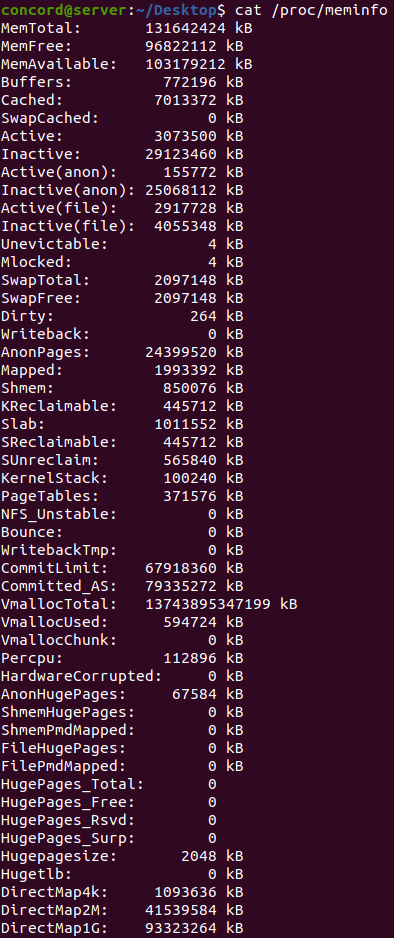 concord@server:~/Desktop$ cat /proc/meminfo
MemTotal:       131642424 kB
MemFree:        96822112 kB
MemAvailable:   103179212 kB
Buffers:          772196 kB
Cached:          7013372 kB
SwapCached:            0 kB
Active:          3073500 kB
Inactive:       29123460 kB
Active(anon):     155772 kB
Inactive(anon): 25068112 kB
Active(file):    2917728 kB
Inactive(file):  4055348 kB
Unevictable:           4 kB
Mlocked:               4 kB
SwapTotal:       2097148 kB
SwapFree:        2097148 kB
Dirty:               264 kB
Writeback:             0 kB
AnonPages:      24399520 kB
Mapped:          1993392 kB
Shmem:            850076 kB
KReclaimable:     445712 kB
Slab:            1011552 kB
SReclaimable:     445712 kB
SUnreclaim:       565840 kB
KernelStack:      100240 kB
PageTables:       371576 kB
NFS_Unstable:          0 kB
Bounce:                0 kB
WritebackTmp:          0 kB
CommitLimit:    67918360 kB
Committed_AS:   79335272 kB
VmallocTotal:   13743895347199 kB
VmallocUsed:      594724 kB
VmallocChunk:          0 kB
Percpu:           112896 kB
HardwareCorrupted:     0 kB
AnonHugePages:     67584 kB
ShmemHugePages:        0 kB
ShmemPmdMapped:        0 kB
FileHugePages:         0 kB
FilePmdMapped:         0 kB
HugePages_Total:       0
HugePages_Free:        0
HugePages_Rsvd:        0
HugePages_Surp:        0
Hugepagesize:       2048 kB
Hugetlb:               0 kB
DirectMap4k:     1093636 kB
DirectMap2M:    41539584 kB
DirectMap1G:    93323264 kB